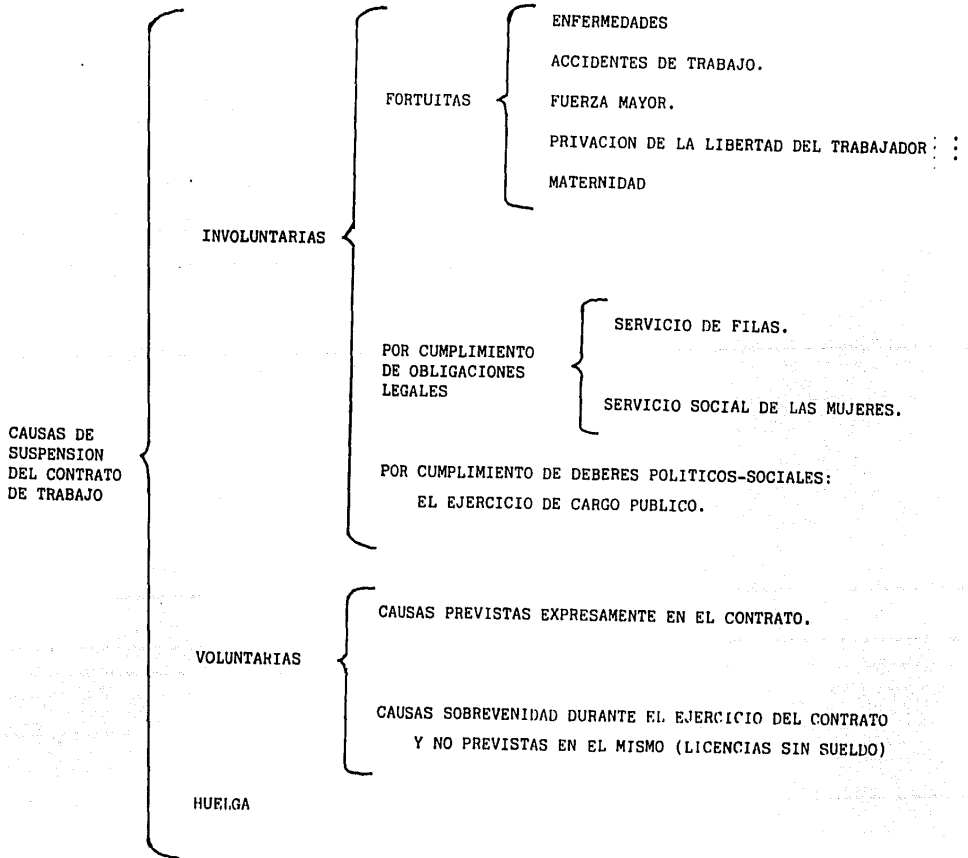 ENFERMEDADES
ACCIDENTES DE TRABAJO.
FORTUITAS
FUERZA MAYOR.
PRIVACION DE LA LIBERTAD DEL TRABAJADOR
MATERNIDAD
INVOLUNTARIAS
SERVICIO DE FILAS.
POR CUMPLIMIENTO
DE OBLIGACIONES
LEGALES
SERVICIO SOCIAL DE LAS MUJERES.
CAUSAS DE
SUSPENSION
DEL CONTRATO
DE TRABAJO
POR CUMPLIMIENTO DE DEBERES POLITICOS-SOCIALES:
EL EJERCICIO DE CARGO PUBLICO.
CAUSAS PREVISTAS EXPRESAMENTE EN EL CONTRATO.
VOLUNTARIAS
CAUSAS SOBREVENIDAD DURANTE EL EJERCICIO DEL CONTRATO
Y NO PREVISTAS EN EL MISMO (LICENCIAS SIN SUELDO)
HUELGA